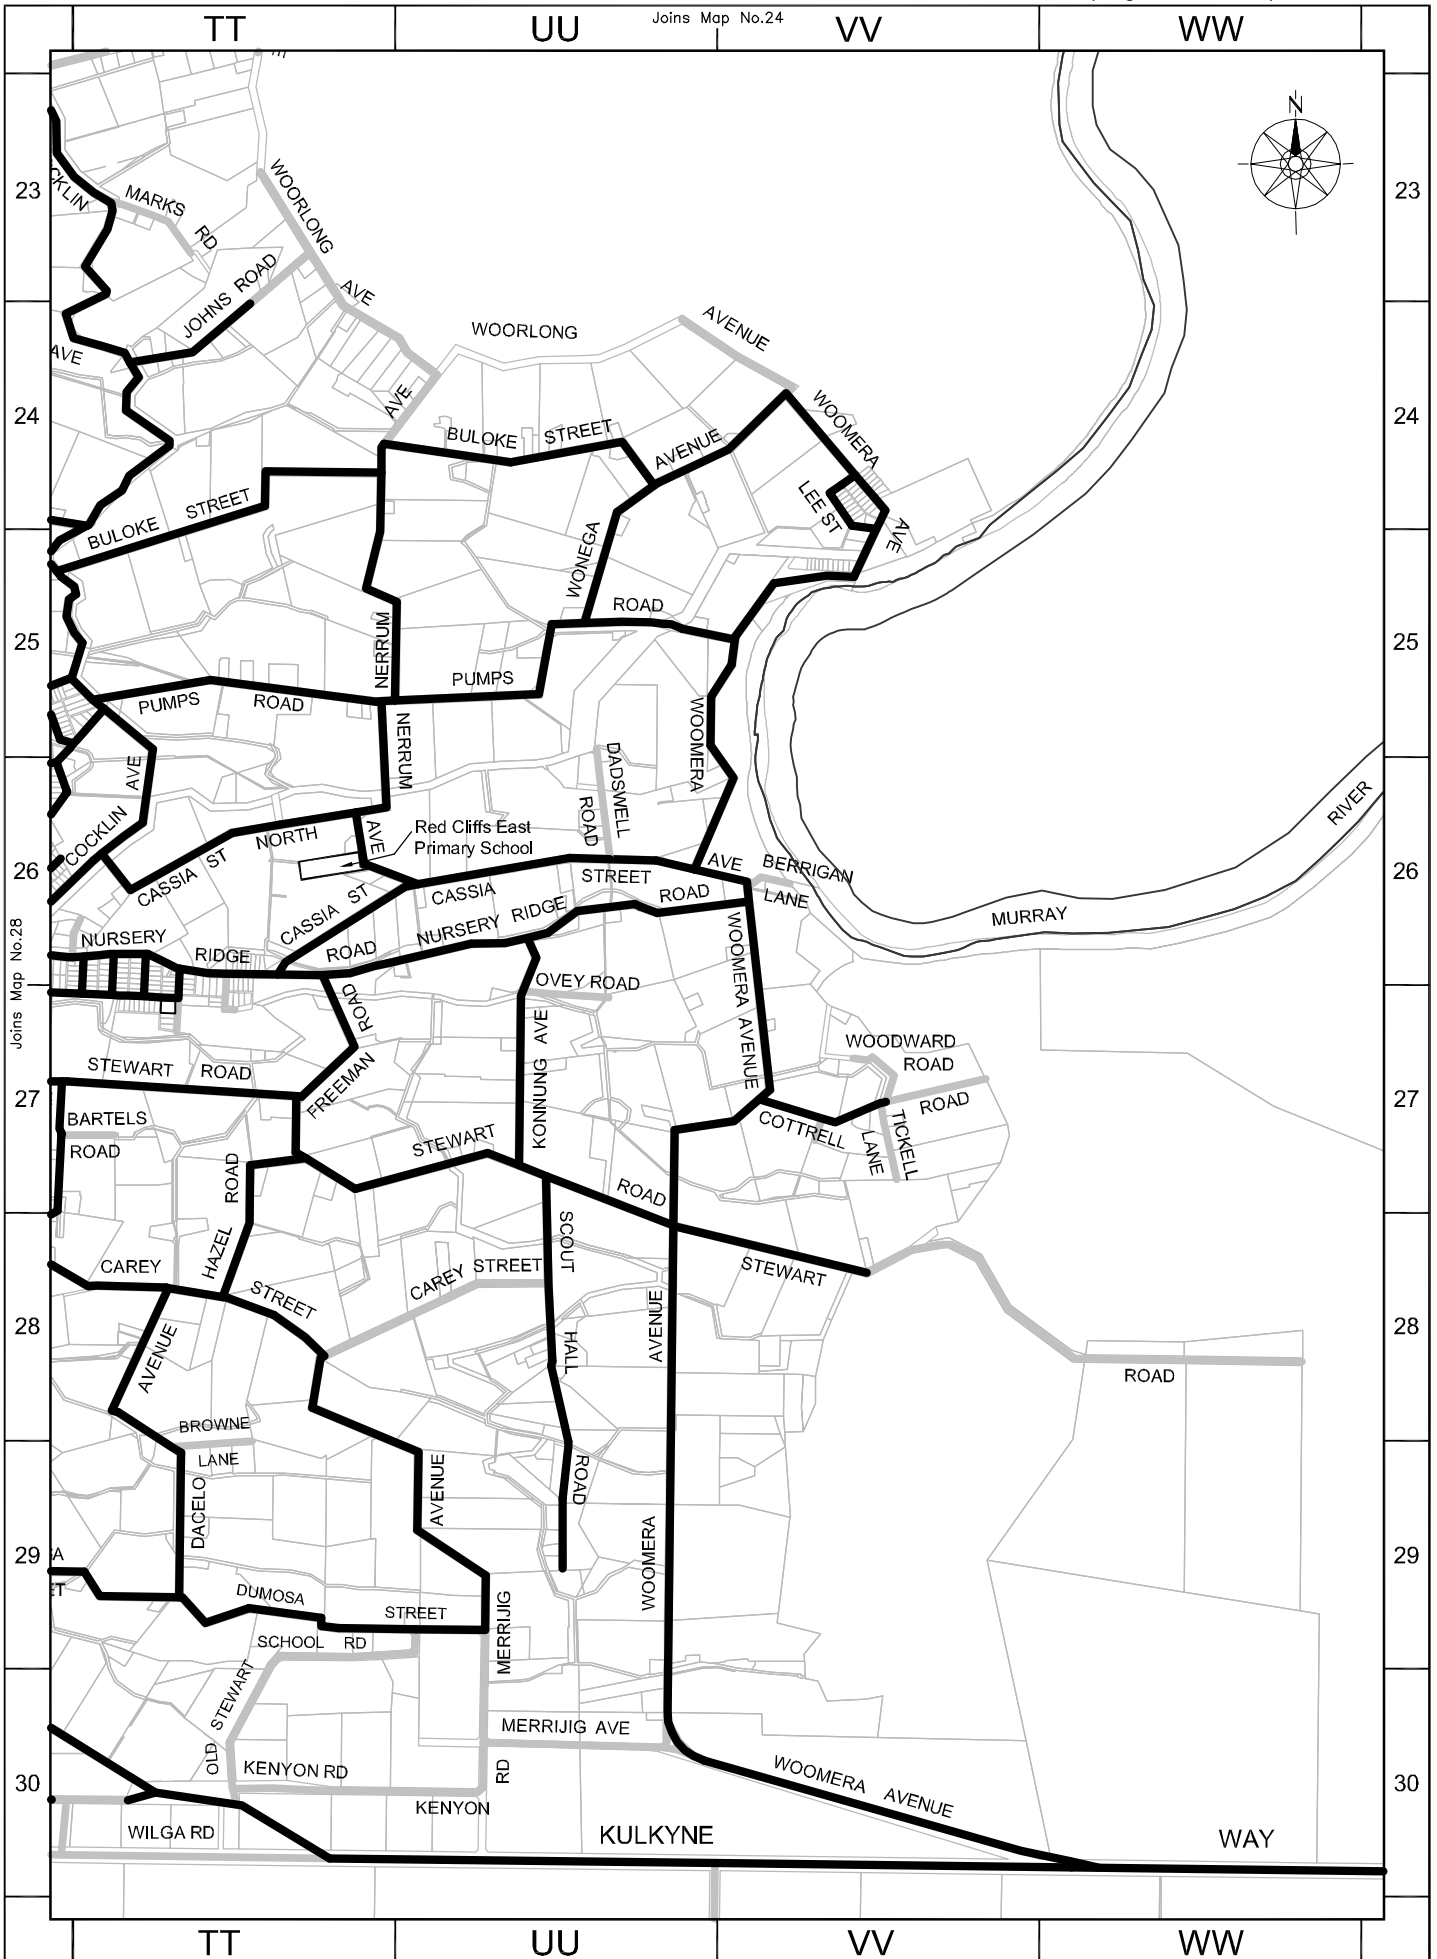 Joins Map No.24
TT
UU
VV
WW
N
23
23
CKLIN
MARKS
RD
WOORLONG
AVE
JOHNS ROAD
WOORLONG
AVENUE
AVE
AVE
24
24
WOOMERA
BULOKE STREET
AVENUE
LEE ST
AVE
BULOKE STREET
WONEGA
ROAD
25
25
NERRUM
PUMPS
PUMPS ROAD
NERRUM
WOOMERA
DADSWELL
ROAD
AVE
RIVER
COCKLIN
NORTH
AVE
Red Cliffs East
Primary School
26
26
CASSIA ST
CASSIA
STREET
AVE
BERRIGAN
LANE
CASSIA ST
NURSERY RIDGE
ROAD
MURRAY
NURSERY
RIDGE
ROAD
WOOMERA AVENUE
Joins Map No.28
OVEY ROAD
ROAD
KONNUNG AVE
WOODWARD
ROAD
STEWART ROAD
FREEMAN
27
27
BARTELS
ROAD
COTTRELL
ROAD
TICKELL
LANE
STEWART
ROAD
ROAD
HAZEL
SCOUT
STEWART
CAREY
STREET
CAREY STREET
28
28
AVENUE
AVENUE
HALL
ROAD
BROWNE
LANE
AVENUE
ROAD
DACELO
WOOMERA
29
29
A
ET
DUMOSA
STREET
SCHOOL RD
MERRIJIG
STEWART
OLD
MERRIJIG AVE
KENYON RD
RD
30
30
KENYON
WOOMERA AVENUE
WILGA RD
KULKYNE
WAY
TT
UU
VV
WW